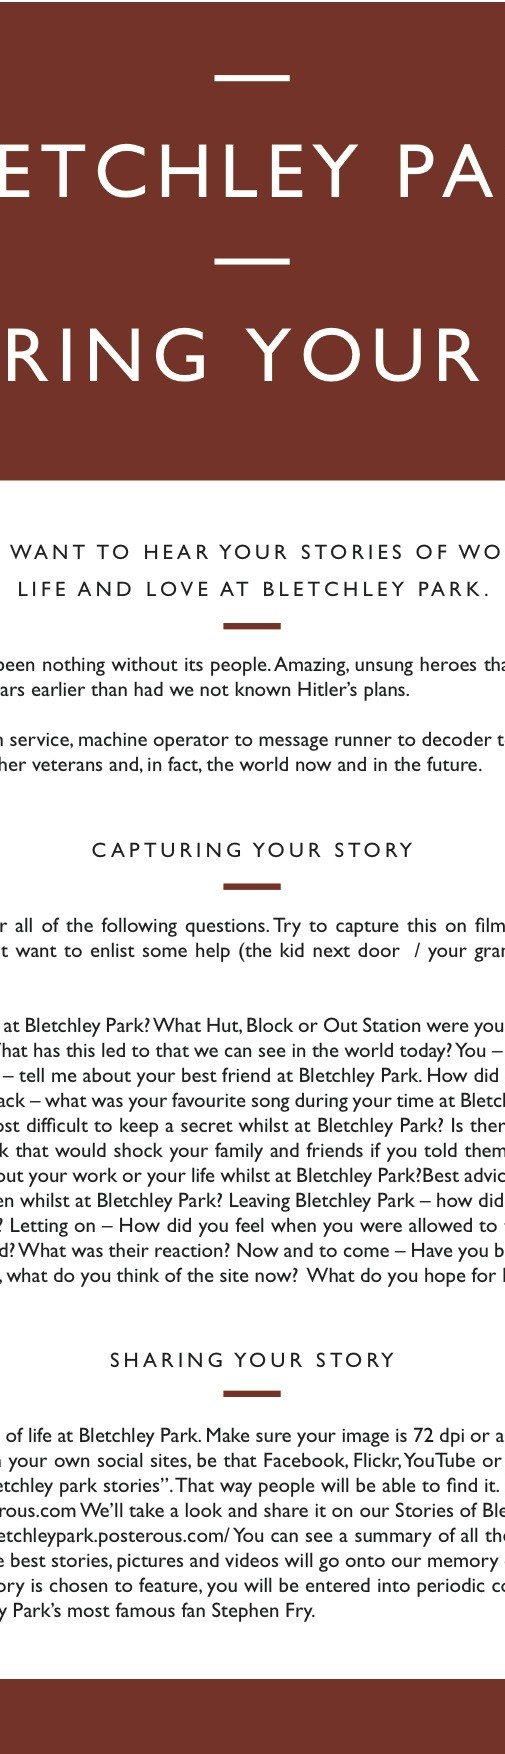 ETCHLEY PA
RING YOUR
WANT TO HEAR YOUR STORIES OF WO
LIFE AND LOVE AT BLETCHLEY PARK.
been nothing without its people. Amazing, unsung heroes tha
ars earlier than had we not known Hitler's plans.
n service, machine operator to message runner to decoder t
her veterans and, in fact, the world now and in the future.
CAPTURING YOUR STORY
r all of the following questions. Try to capture this on film
t want to enlist some help (the kid next door / your gran
at Bletchley Park? What Hut, Block or Out Station were you
hat has this led to that we can see in the world today? You –
– tell me about your best friend at Bletchley Park. How did
ack – what was your favourite song during your time at Bletch
ost difficult to keep a secret whilst at Bletchley Park? Is ther
k that would shock your family and friends if you told them
out your work or your life whilst at Bletchley Park?Best advic
en whilst at Bletchley Park? Leaving Bletchley Park – how did
? Letting on – How did you feel when you were allowed to
d? What was their reaction? Now and to come – Have you b
, what do you think of the site now? What do you hope for
SHARING YOUR STORY
of life at Bletchley Park. Make sure your image is 72 dpi or a
n your own social sites, be that Facebook, Flickr, YouTube or
etchley park stories". That way people will be able to find it.
rous.com We'll take a look and share it on our Stories of Ble
etchleypark.posterous.com/ You can see a summary of all the
e best stories, pictures and videos will go onto our memory
ory is chosen to feature, you will be entered into periodic co
y Park's most famous fan Stephen Fry.